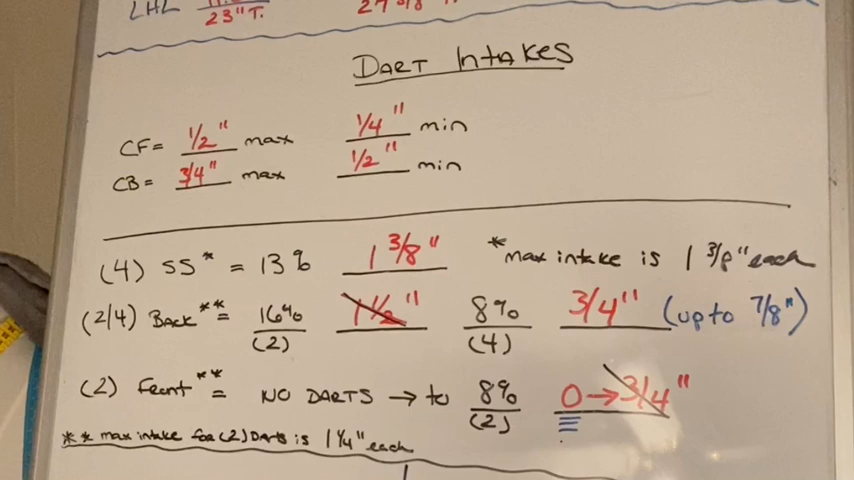 LHL 23"T.
DART INTAKES
CF= 1/2" max 1/4" min
CB= 3/4" max 1/2" min
(4) SS* = 13% 1 3/8" *max intake is 1 3/8" each
(2/4) BACK** = 16% (2) 1 1/2" 8% (4) 3/4" (up to 7/8")
(2) Front** = NO DARTS → to 8% (2) 0→3/4"
** max intake for (2) Darts is 1 1/4" each